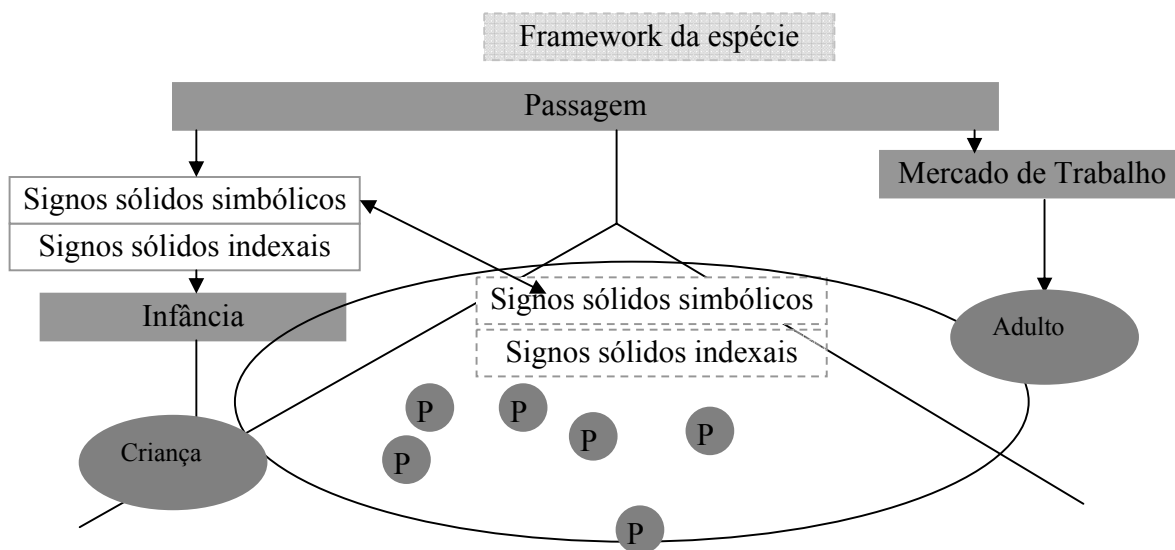 Framework da espécie
Passagem
Mercado de Trabalho
Signos sólidos simbólicos
Signos sólidos indexais
Signos sólidos simbólicos
Infância
Adulto
Signos sólidos indexais
P
P
P
P
P
Criança
P